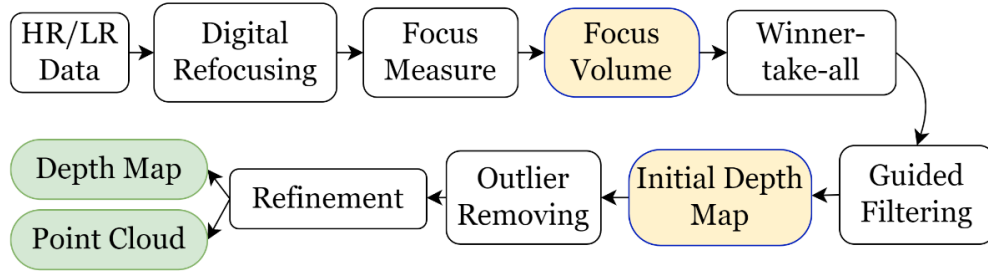 HR/LR
Data
Digital
Refocusing
Focus
Measure
Focus
Volume
Winner-
take-all
Guided
Filtering
Initial Depth
Map
Outlier
Removing
Refinement
Depth Map
Point Cloud